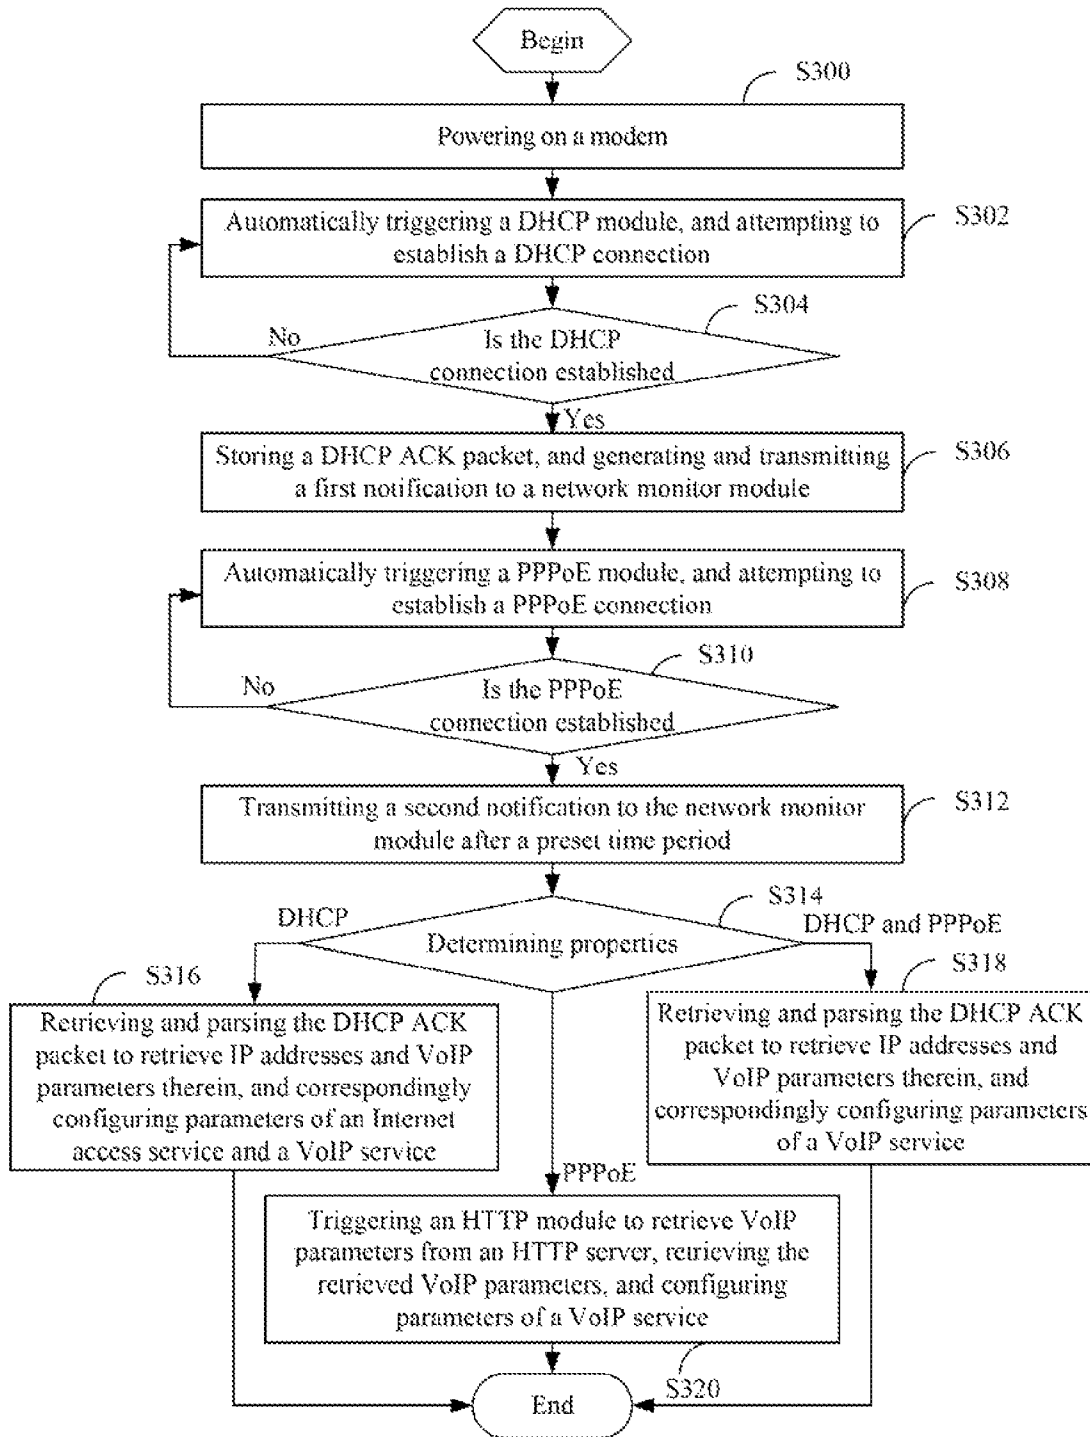 Begin
S300
Powering on a modem
S302
Automatically triggering a DHCP module, and attempting to
establish a DHCP connection
S304
No
Is the DHCP
connection established
Yes
S306
Storing a DHCP ACK packet, and generating and transmitting
a first notification to a network monitor module
S308
Automatically triggering a PPPoE module, and attempting to
establish a PPPoE connection
S310
No
Is the PPPoE
connection established
Yes
S312
Transmitting a second notification to the network monitor
module after a preset time period
S314
DHCP
DHCP and PPPoE
Determining properties
S316
Retrieving and parsing the DHCP ACK
packet to retrieve IP addresses and VoIP
parameters therein, and correspondingly
configuring parameters of an Internet
access service and a VoIP service
S318
Retrieving and parsing the DHCP ACK
packet to retrieve IP addresses and
VoIP parameters therein, and
correspondingly configuring parameters
of a VoIP service
PPPoE
Triggering an HTTP module to retrieve VoIP
parameters from an HTTP server, retrieving the
retrieved VoIP parameters, and configuring
parameters of a VoIP service
S320
End